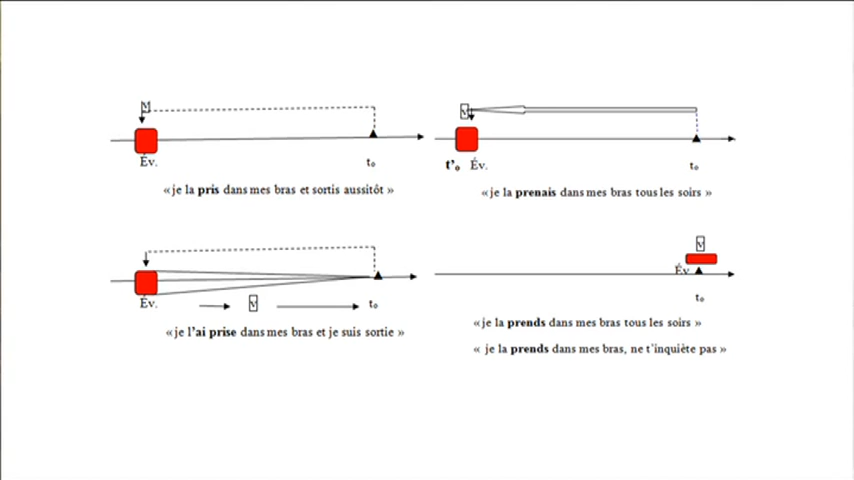 V V
Év. t₀ t'₀ Év. t₀
«je la pris dans mes bras et sortis aussitôt »
«je la prenais dans mes bras tous les soirs »
V
Év
Év. V t₀ t₀
«je l'ai prise dans mes bras et je suis sortie »
«je la prends dans mes bras tous les soirs »
« je la prends dans mes bras, ne t'inquiète pas »